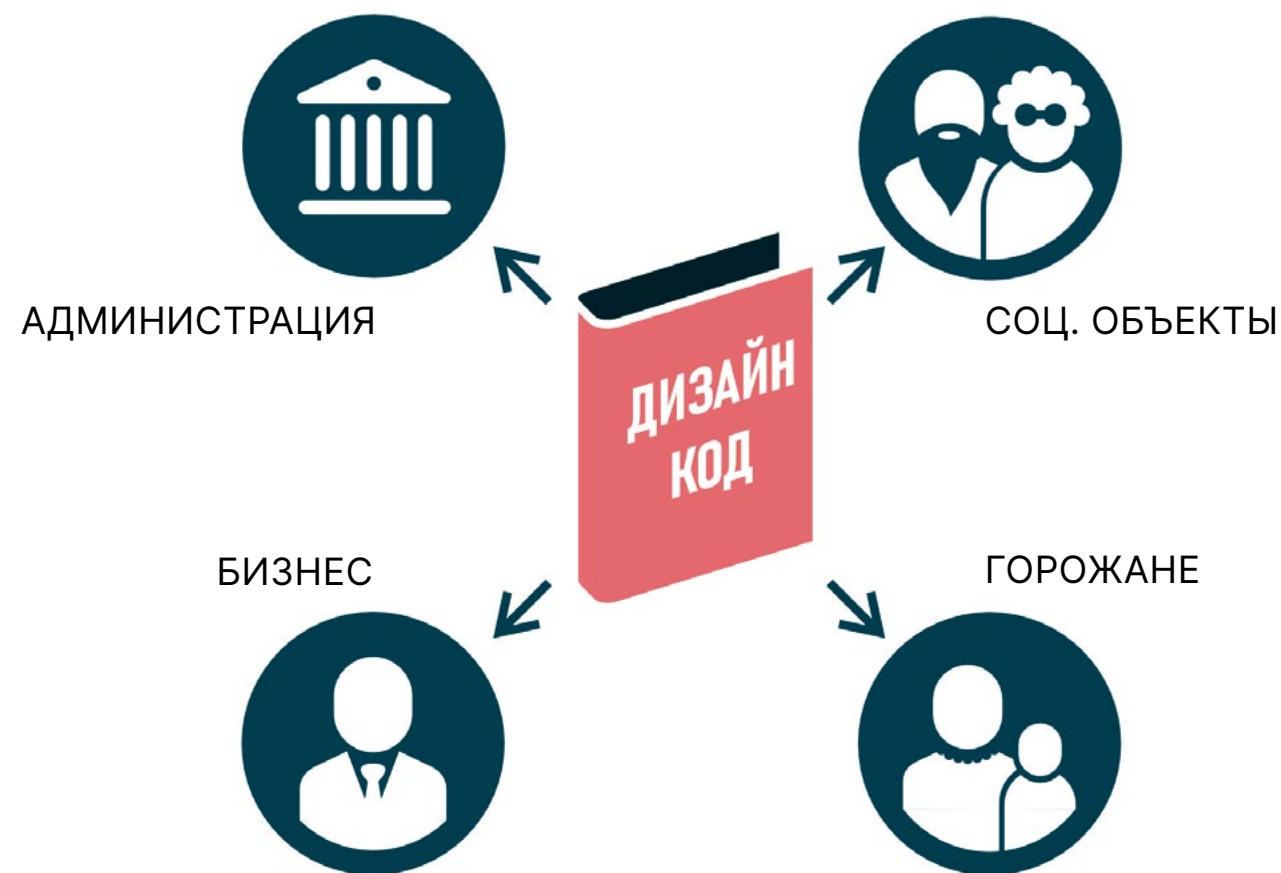 АДМИНИСТРАЦИЯ
СОЦ. ОБЪЕКТЫ
ДИЗАЙН
КОД
БИЗНЕС
ГОРОЖАНЕ